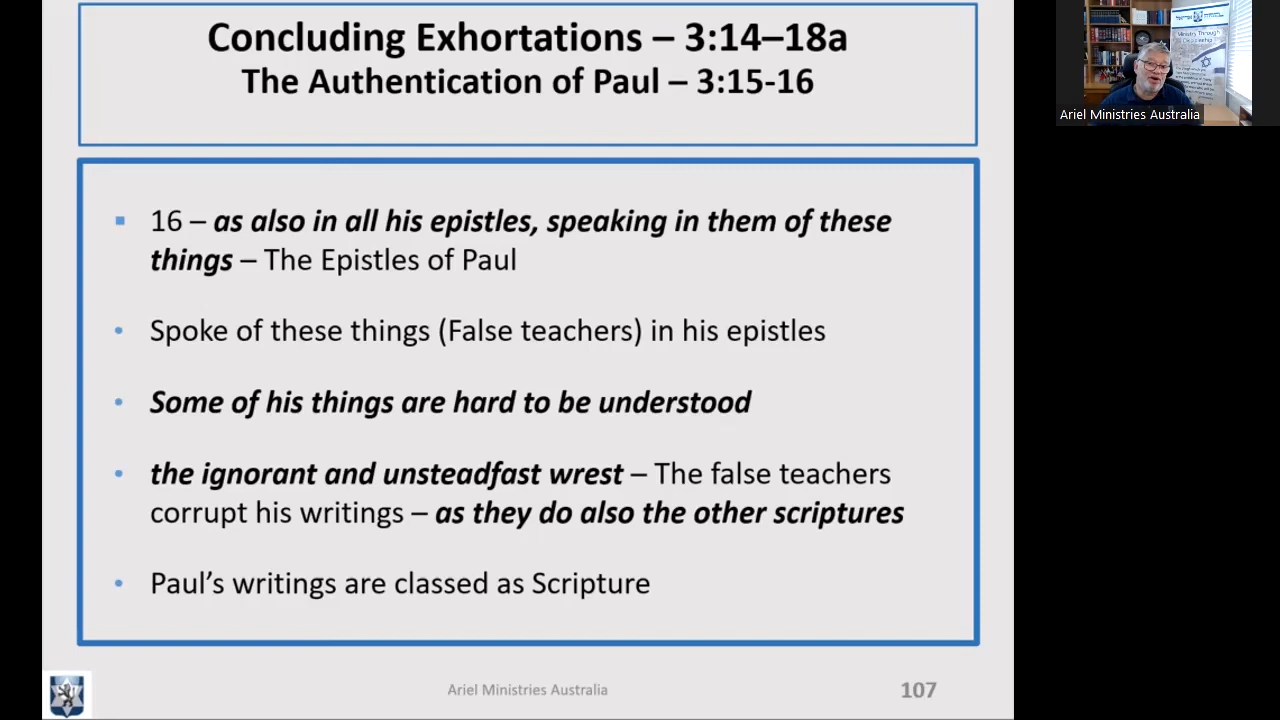 Concluding Exhortations – 3:14–18a
The Authentication of Paul – 3:15-16
16 – as also in all his epistles, speaking in them of these
things – The Epistles of Paul
Spoke of these things (False teachers) in his epistles
Some of his things are hard to be understood
the ignorant and unsteadfast wrest – The false teachers
corrupt his writings – as they do also the other scriptures
Paul’s writings are classed as Scripture
Ariel Ministries Australia
107
Ministry Through
Ariel Ministries Australia